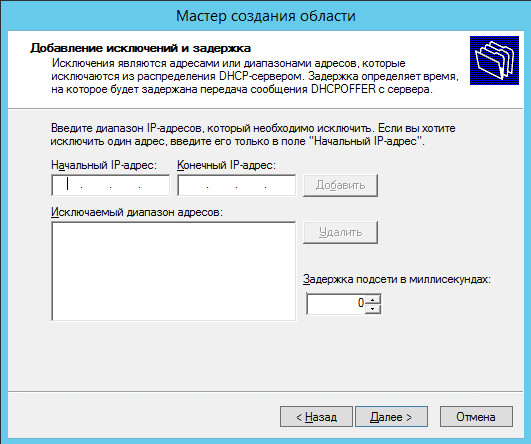 Мастер создания области
Добавление исключений и задержка
Исключения являются адресами или диапазонами адресов, которые
исключаются из распределения DHCP-сервером. Задержка определяет время,
на которое будет задержана передача сообщения DHCPOFFER с сервера.
Введите диапазон IP-адресов, который необходимо исключить. Если вы хотите
исключить один адрес, введите его только в поле "Начальный IP-адрес".
Начальный IP-адрес: Конечный IP-адрес:
. . . . . . Добавить
Исключаемый диапазон адресов:
Удалить
Задержка подсети в миллисекундах:
0
< Назад Далее > Отмена